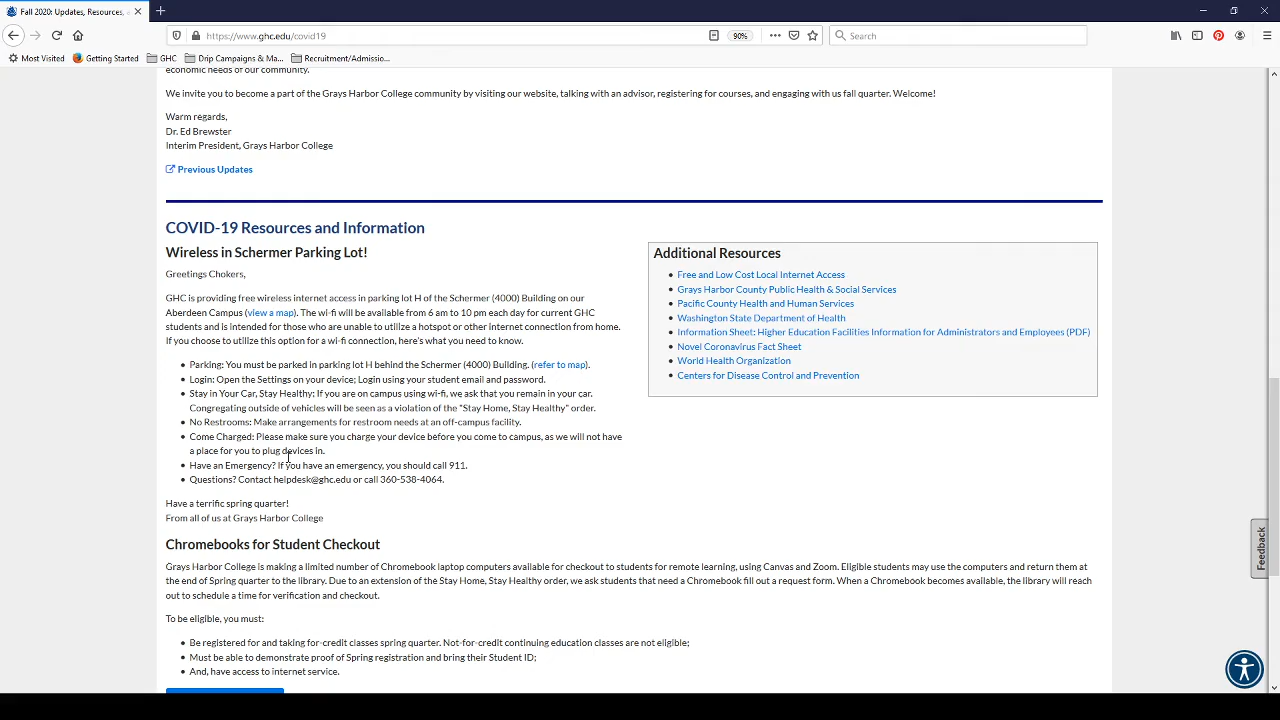 Fall 2020: Updates, Resources, a
https://www.ghc.edu/covid19
90%
Search
Most Visited
Getting Started
GHC
Drip Campaigns & Ma...
Recruitment/Admissio...
economic needs of our community.
We invite you to become a part of the Grays Harbor College community by visiting our website, talking with an advisor, registering for courses, and engaging with us fall quarter. Welcome!
Warm regards,
Dr. Ed Brewster
Interim President, Grays Harbor College
Previous Updates
COVID-19 Resources and Information
Wireless in Schermer Parking Lot!
Greetings Chokers,
GHC is providing free wireless internet access in parking lot H of the Schermer (4000) Building on our
Aberdeen Campus (view a map). The wi-fi will be available from 6 am to 10 pm each day for current GHC
students and is intended for those who are unable to utilize a hotspot or other internet connection from home.
If you choose to utilize this option for a wi-fi connection, here's what you need to know.
• Parking: You must be parked in parking lot H behind the Schermer (4000) Building. (refer to map).
• Login: Open the Settings on your device; Login using your student email and password.
• Stay in Your Car, Stay Healthy: If you are on campus using wi-fi, we ask that you remain in your car.
Congregating outside of vehicles will be seen as a violation of the "Stay Home, Stay Healthy" order.
• No Restrooms: Make arrangements for restroom needs at an off-campus facility.
• Come Charged: Please make sure you charge your device before you come to campus, as we will not have
a place for you to plug devices in.
• Have an Emergency? If you have an emergency, you should call 911.
• Questions? Contact helpdesk@ghc.edu or call 360-538-4064.
Have a terrific spring quarter!
From all of us at Grays Harbor College
Additional Resources
• Free and Low Cost Local Internet Access
• Grays Harbor County Public Health & Social Services
• Pacific County Health and Human Services
• Washington State Department of Health
• Information Sheet: Higher Education Facilities Information for Administrators and Employees (PDF)
• Novel Coronavirus Fact Sheet
• World Health Organization
• Centers for Disease Control and Prevention
Chromebooks for Student Checkout
Grays Harbor College is making a limited number of Chromebook laptop computers available for checkout to students for remote learning, using Canvas and Zoom. Eligible students may use the computers and return them at
the end of Spring quarter to the library. Due to an extension of the Stay Home, Stay Healthy order, we ask students that need a Chromebook fill out a request form. When a Chromebook becomes available, the library will reach
out to schedule a time for verification and checkout.
To be eligible, you must:
• Be registered for and taking for-credit classes spring quarter. Not-for-credit continuing education classes are not eligible;
• Must be able to demonstrate proof of Spring registration and bring their Student ID;
• And, have access to internet service.
Feedback